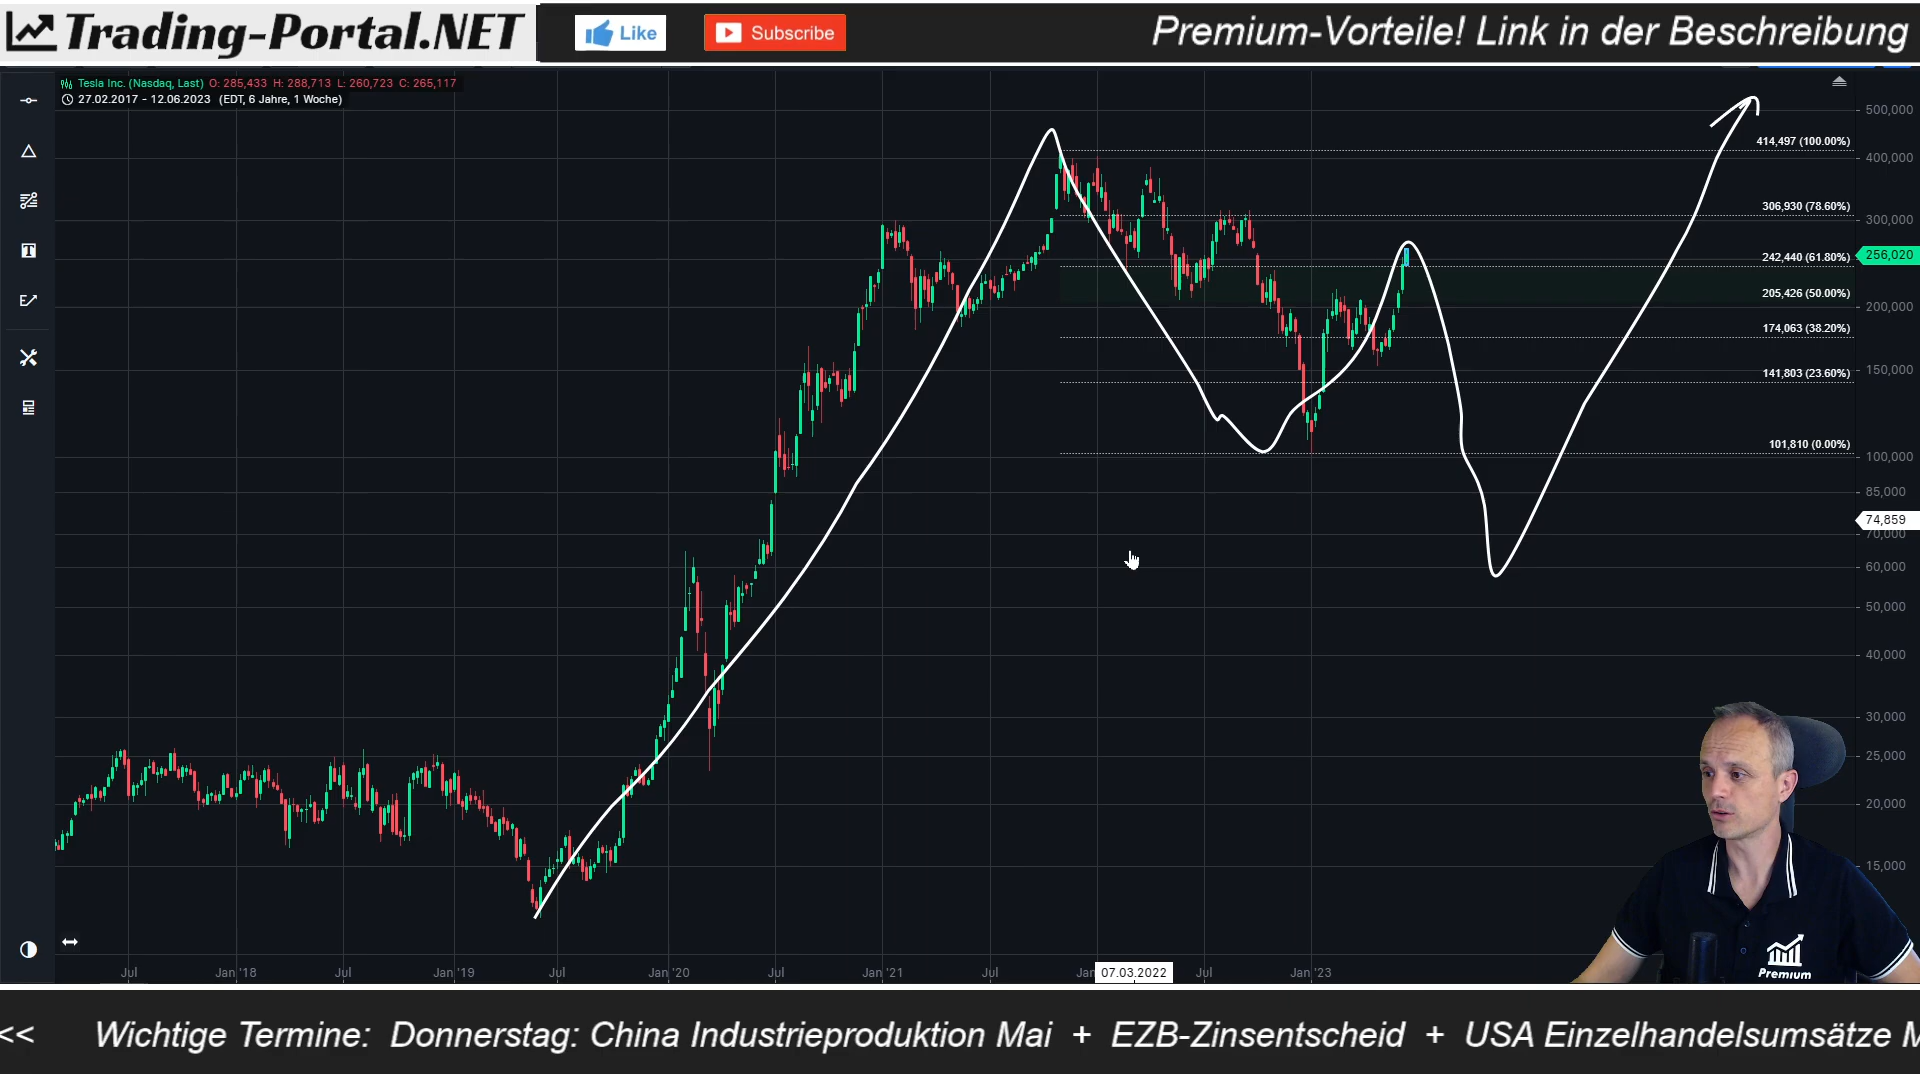 Trading-Portal.NET
Like
Subscribe
Premium-Vorteile! Link in der Beschreibung
Tesla Inc. (Nasdaq, Last) O: 285,433 H: 288,713 L: 260,723 C: 265,117
27.02.2017 - 12.06.2023 (EDT, 6 Jahre, 1 Woche)
500,000
414,497 (100.00%)
400,000
306,930 (78.60%)
300,000
242,440 (61.80%)
256,020
205,426 (50.00%)
200,000
174,063 (38.20%)
141,803 (23.60%)
150,000
101,810 (0.00%)
100,000
85,000
74,859
70,000
60,000
50,000
40,000
30,000
25,000
20,000
15,000
Jul
Jan '18
Jul
Jan '19
Jul
Jan '20
Jul
Jan '21
Jul
Jan
07.03.2022
Jul
Jan '23
Premium
<< Wichtige Termine: Donnerstag: China Industrieproduktion Mai + EZB-Zinsentscheid + USA Einzelhandelsumsätze M